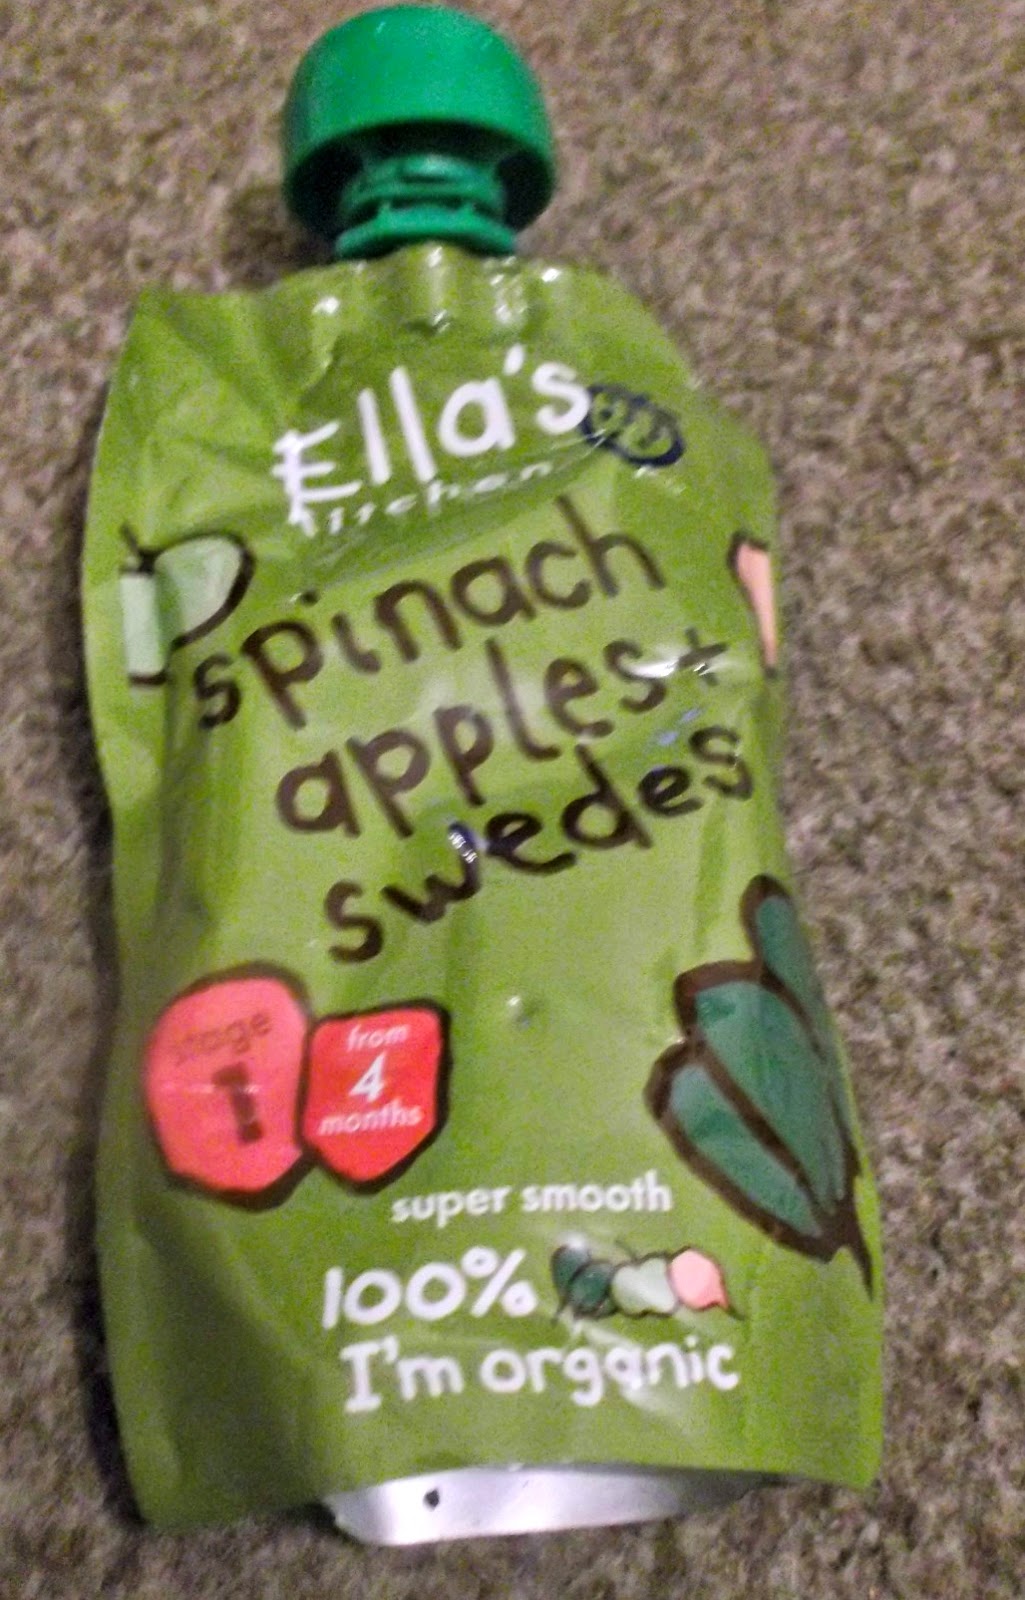 Ella's
kitchen
spinach
apples+
swedes
stage
1
from
4
months
super smooth
100%
I'm organic